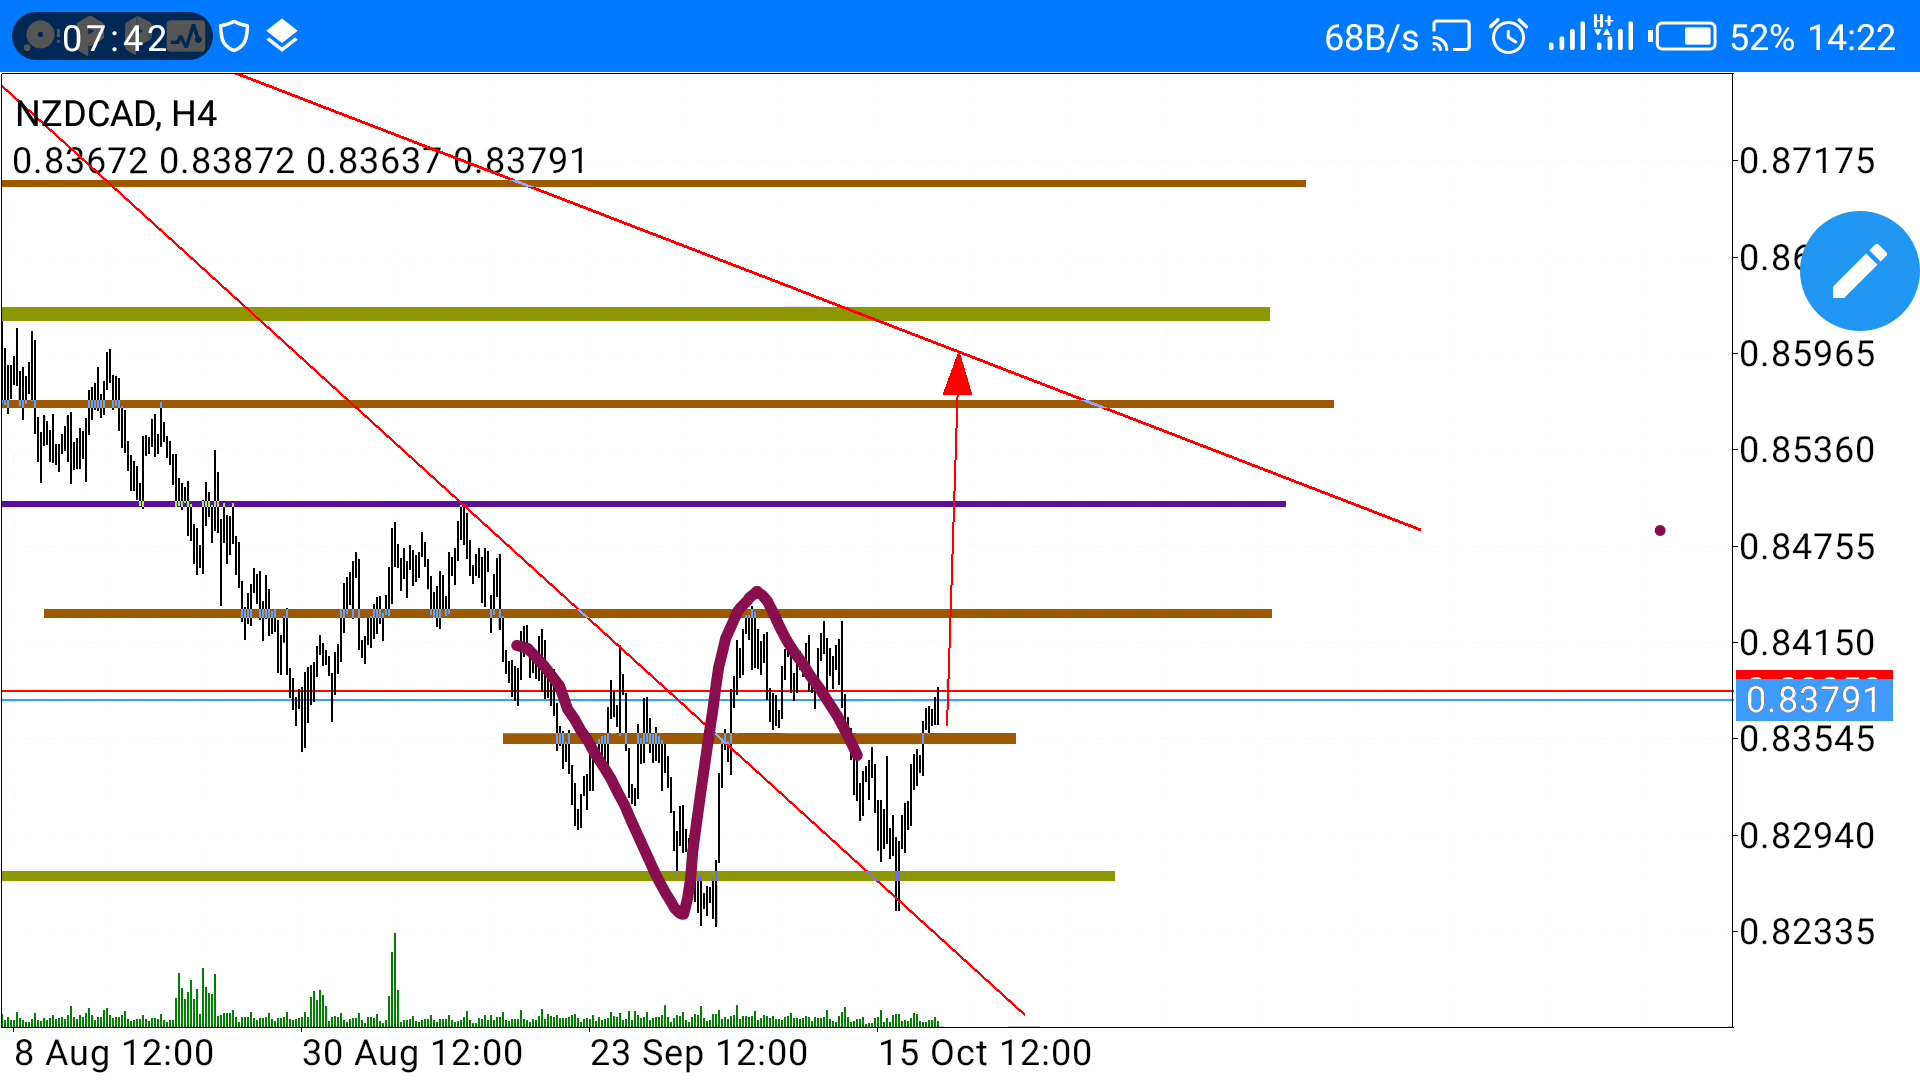 07:42 68B/s H+ 52% 14:22
NZDCAD, H4
0.83672 0.83872 0.83637 0.83791
0.87175
0.85965
0.85360
0.84755
0.84150
0.83791
0.83545
0.82940
0.82335
8 Aug 12:00 30 Aug 12:00 23 Sep 12:00 15 Oct 12:00